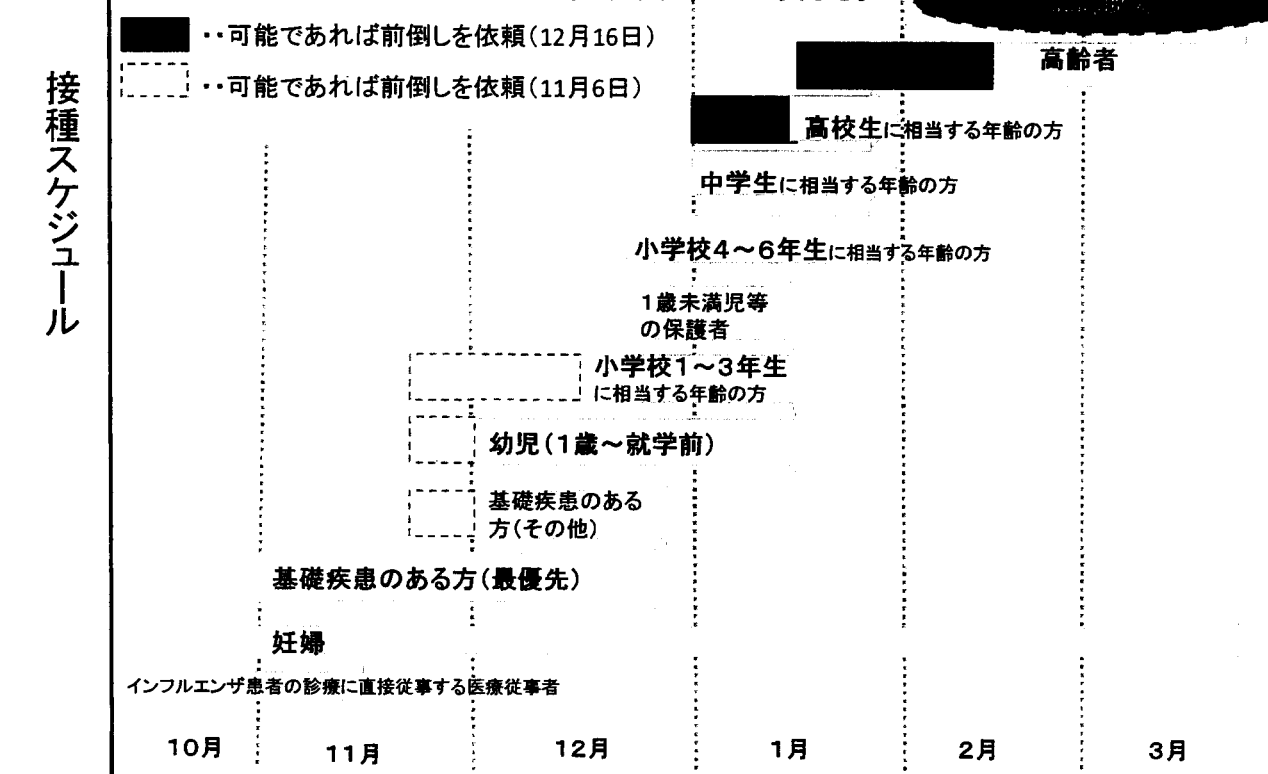 ‥可能であれば前倒しを依頼(12月16日)
‥可能であれば前倒しを依頼(11月6日)
接種スケジュール
高齢者
高校生に相当する年齢の方
中学生に相当する年齢の方
小学校4～6年生に相当する年齢の方
1歳未満児等
の保護者
小学校1～3年生
に相当する年齢の方
幼児(1歳～就学前)
基礎疾患のある
方(その他)
基礎疾患のある方(最優先)
妊婦
インフルエンザ患者の診療に直接従事する医療従事者
10月 11月 12月 1月 2月 3月